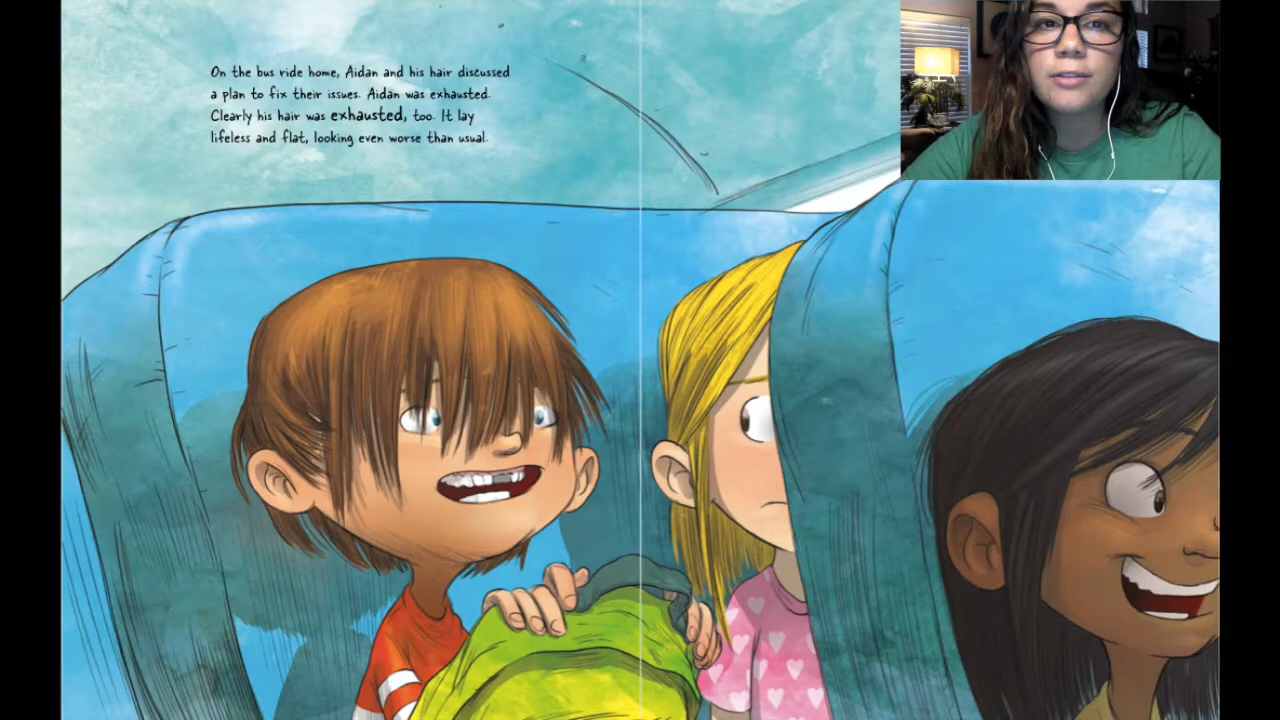 On the bus ride home, Aidan and his hair discussed
a plan to fix their issues. Aidan was exhausted.
Clearly his hair was exhausted, too. It lay
lifeless and flat, looking even worse than usual.